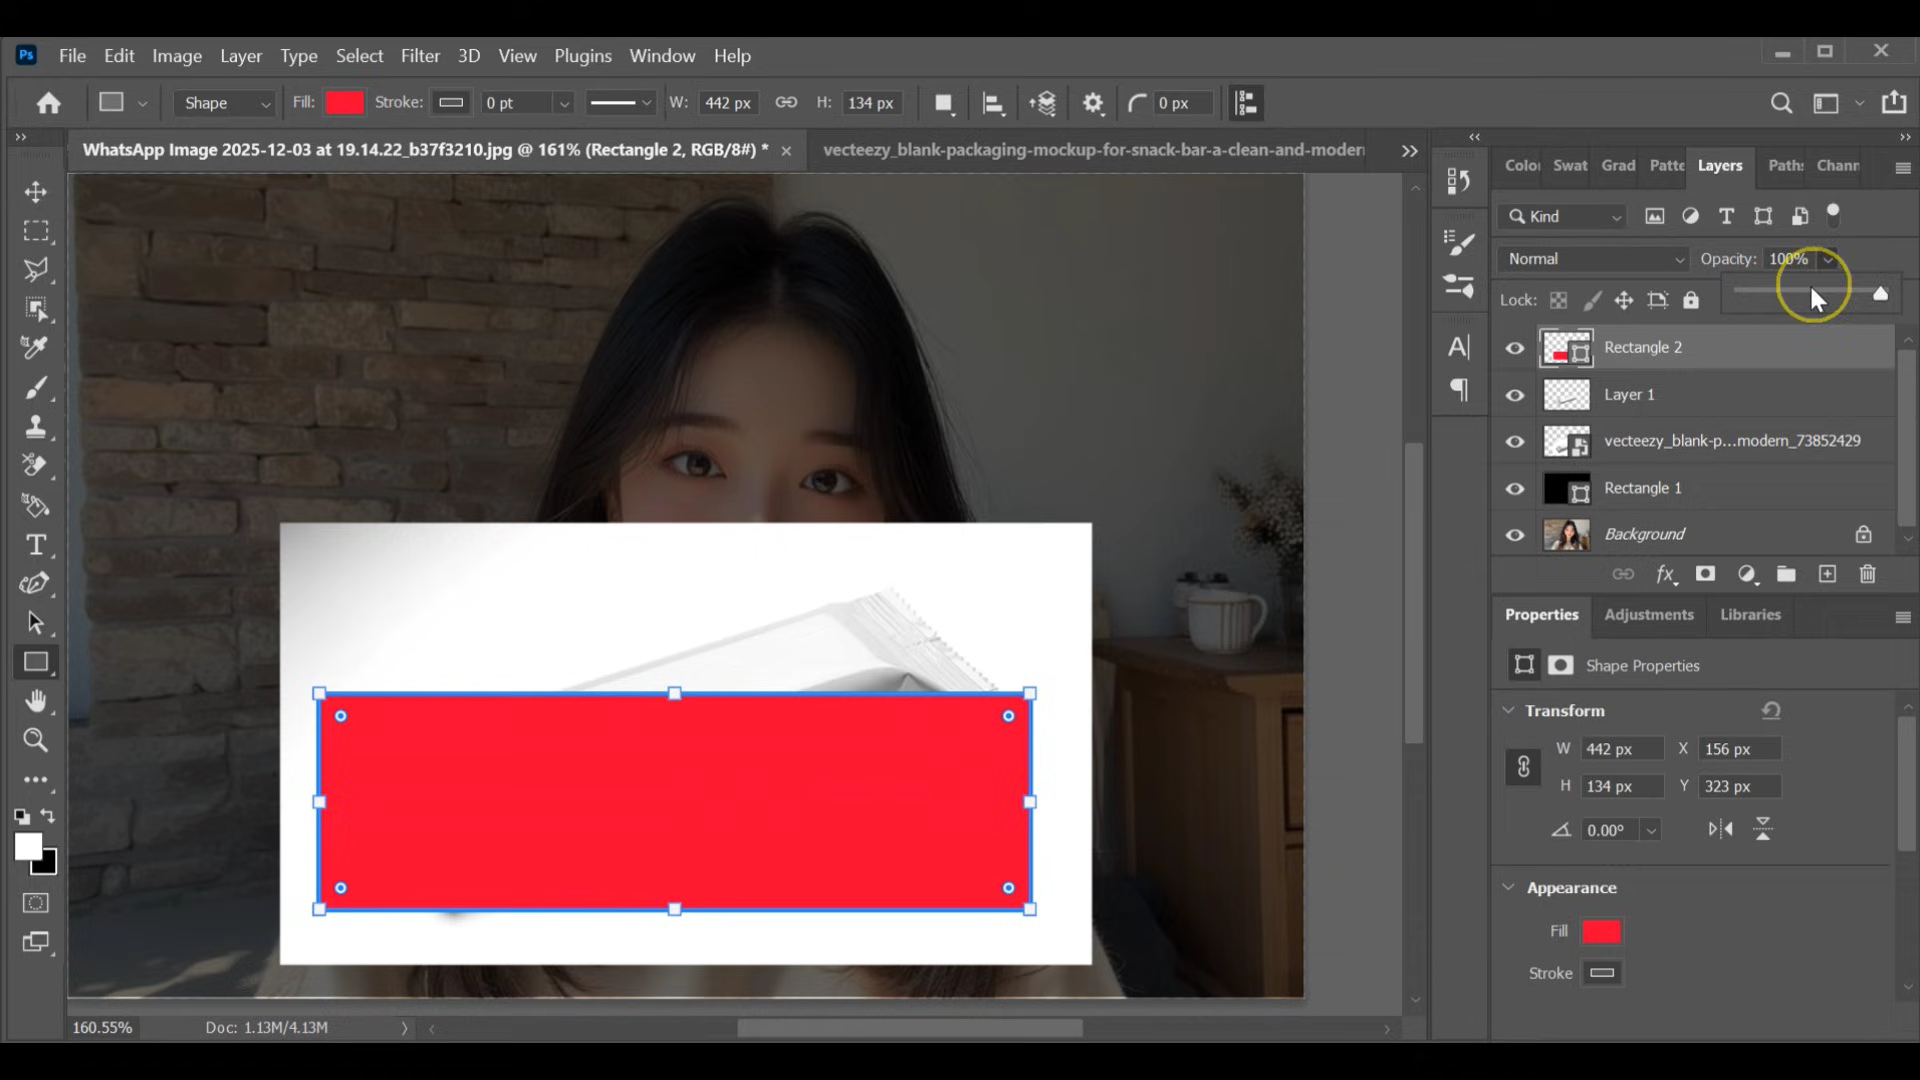 Ps File Edit Image Layer Type Select Filter 3D View Plugins Window Help
Shape Fill: Stroke: 0 pt W: 442 px H: 134 px 0 px
WhatsApp Image 2025-12-03 at 19.14.22_b37f3210.jpg @ 161% (Rectangle 2, RGB/8#) * × vecteezy_blank-packaging-mockup-for-snack-bar-a-clean-and-modern
Color Swat Grad Patte Layers Paths Chann
Kind
Normal Opacity: 100%
Lock:
Rectangle 2
Layer 1
vecteezy_blank-p...modern_73852429
Rectangle 1
Background
fx
Properties Adjustments Libraries
Shape Properties
Transform
W 442 px X 156 px
H 134 px Y 323 px
0.00°
Appearance
Fill
Stroke
160.55% Doc: 1.13M/4.13M